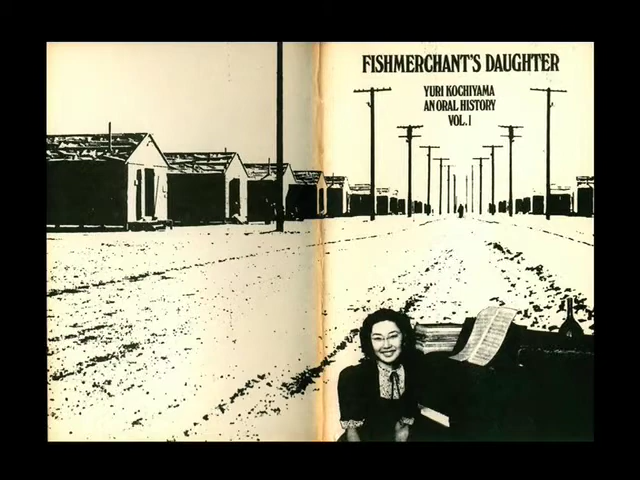 FISHMERCHANT'S DAUGHTER
YURI KOCHIYAMA
AN ORAL HISTORY
VOL. I